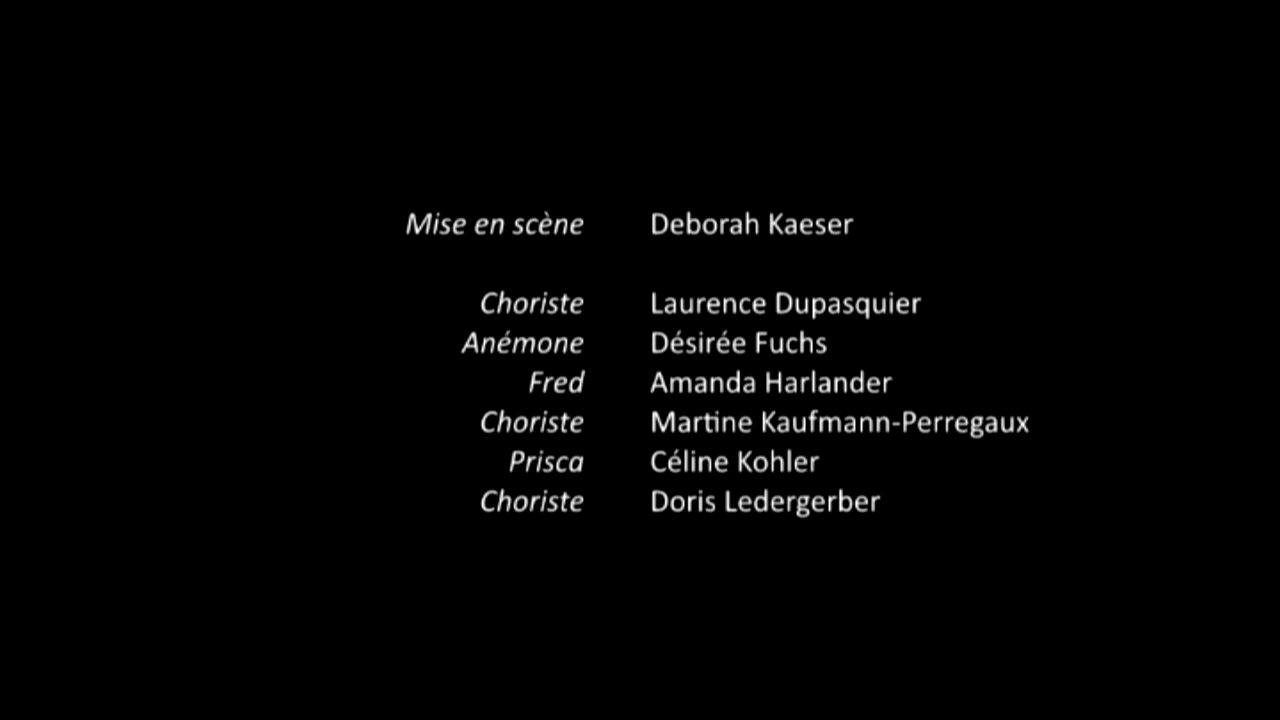 Mise en scène Deborah Kaeser
Choriste Laurence Dupasquier
Anémone Désirée Fuchs
Fred Amanda Harlander
Choriste Martine Kaufmann-Perregaux
Prisca Céline Kohler
Choriste Doris Ledergerber